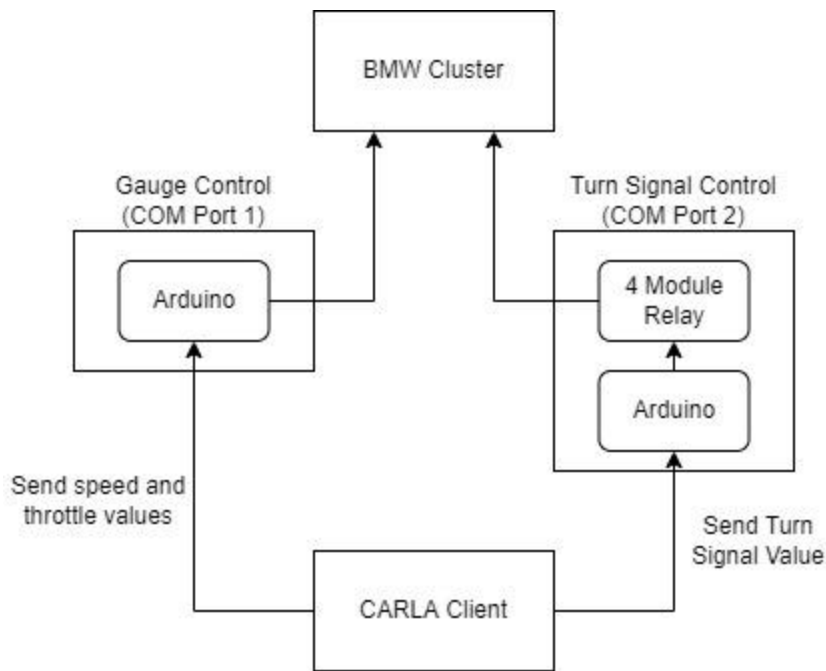 BMW Cluster
Gauge Control
(COM Port 1)
Turn Signal Control
(COM Port 2)
Arduino
4 Module
Relay
Arduino
Send speed and
throttle values
Send Turn
Signal Value
CARLA Client